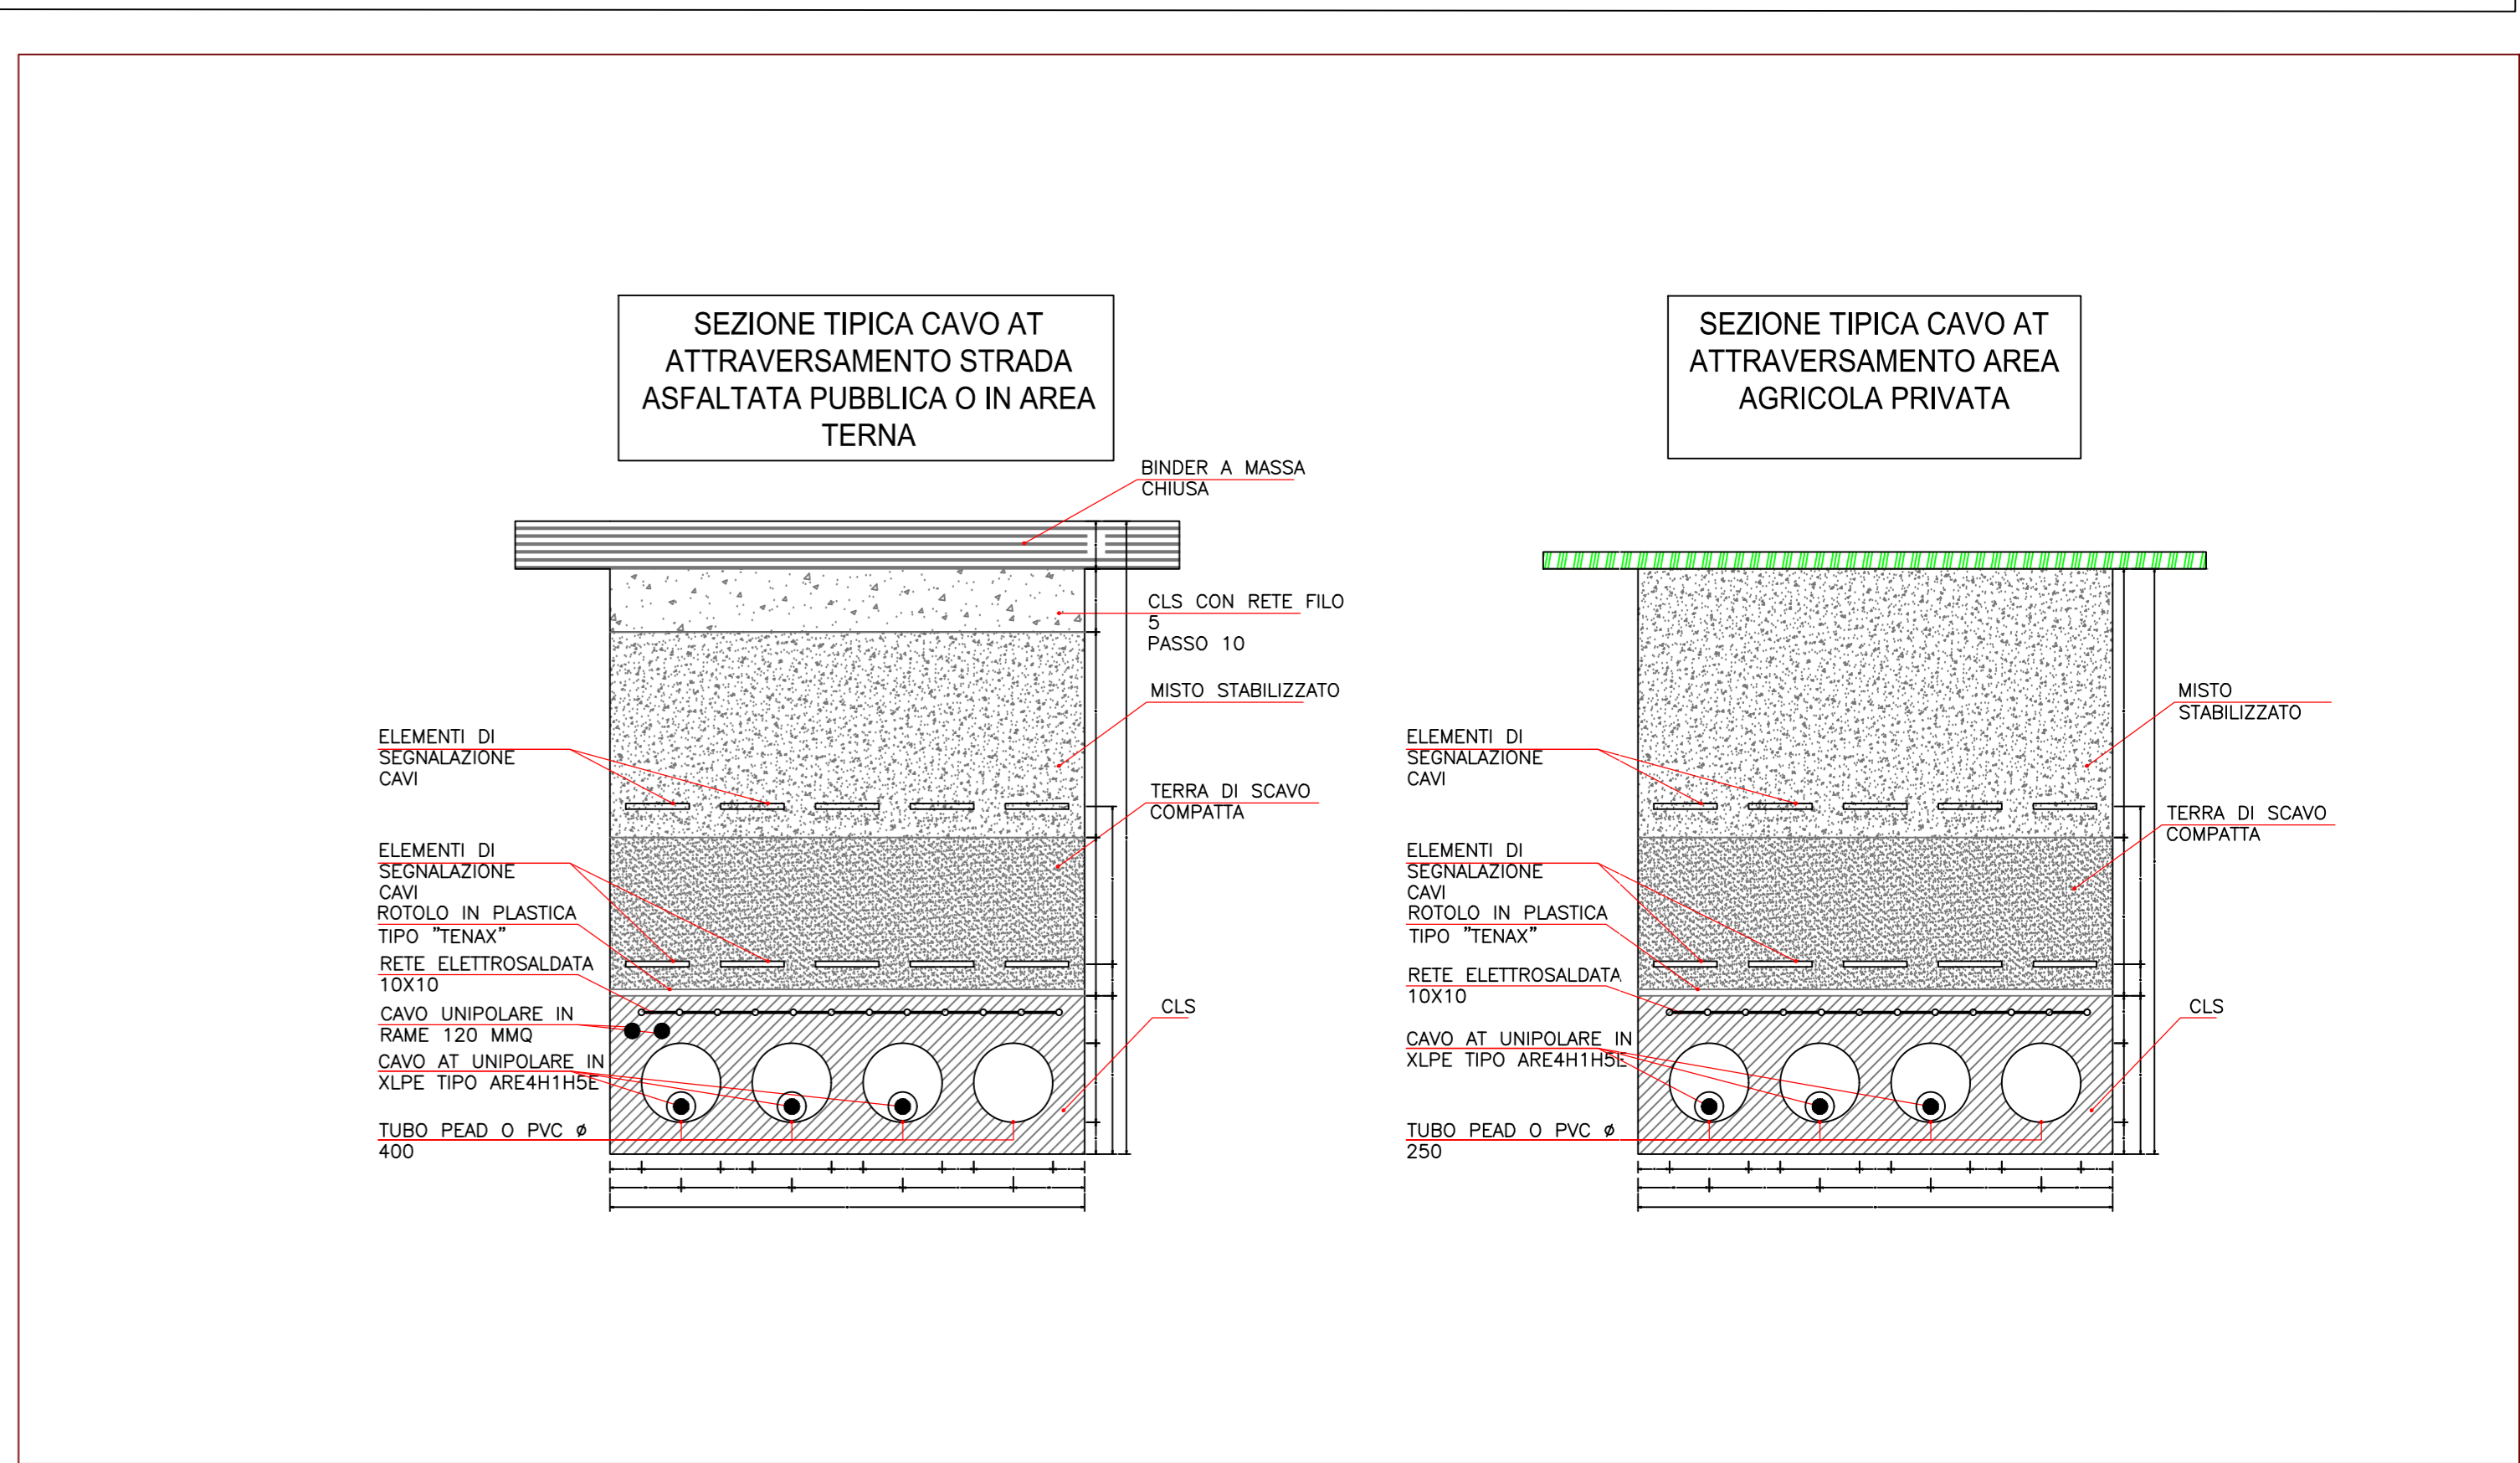 SEZIONE TIPICA CAVO AT
ATTRAVERSAMENTO STRADA
ASFALTATA PUBBLICA O IN AREA
TERNA
BINDER A MASSA
CHIUSA
CLS CON RETE FILO
5
PASSO 10
MISTO STABILIZZATO
TERRA DI SCAVO
COMPATTA
CLS
ELEMENTI DI
SEGNALAZIONE
CAVI
ELEMENTI DI
SEGNALAZIONE
CAVI
ROTOLO IN PLASTICA
TIPO "TENAX"
RETE ELETTROSALDATA
10X10
CAVO UNIPOLARE IN
RAME 120 MMQ
CAVO AT UNIPOLARE IN
XLPE TIPO ARE4H1H5E
TUBO PEAD O PVC ø
400
SEZIONE TIPICA CAVO AT
ATTRAVERSAMENTO AREA
AGRICOLA PRIVATA
MISTO
STABILIZZATO
TERRA DI SCAVO
COMPATTA
CLS
ELEMENTI DI
SEGNALAZIONE
CAVI
ELEMENTI DI
SEGNALAZIONE
CAVI
ROTOLO IN PLASTICA
TIPO "TENAX"
RETE ELETTROSALDATA
10X10
CAVO AT UNIPOLARE IN
XLPE TIPO ARE4H1H5E
TUBO PEAD O PVC ø
250